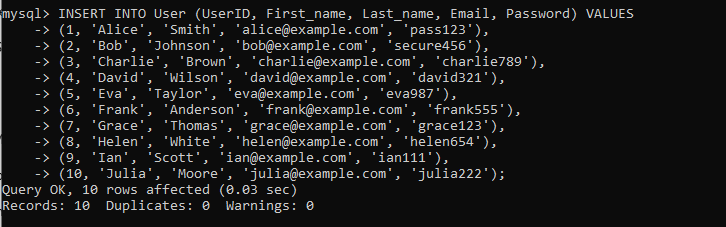 mysql> INSERT INTO User (UserID, First_name, Last_name, Email, Password) VALUES
    -> (1, 'Alice', 'Smith', 'alice@example.com', 'pass123'),
    -> (2, 'Bob', 'Johnson', 'bob@example.com', 'secure456'),
    -> (3, 'Charlie', 'Brown', 'charlie@example.com', 'charlie789'),
    -> (4, 'David', 'Wilson', 'david@example.com', 'david321'),
    -> (5, 'Eva', 'Taylor', 'eva@example.com', 'eva987'),
    -> (6, 'Frank', 'Anderson', 'frank@example.com', 'frank555'),
    -> (7, 'Grace', 'Thomas', 'grace@example.com', 'grace123'),
    -> (8, 'Helen', 'White', 'helen@example.com', 'helen654'),
    -> (9, 'Ian', 'Scott', 'ian@example.com', 'ian111'),
    -> (10, 'Julia', 'Moore', 'julia@example.com', 'julia222');
Query OK, 10 rows affected (0.03 sec)
Records: 10  Duplicates: 0  Warnings: 0